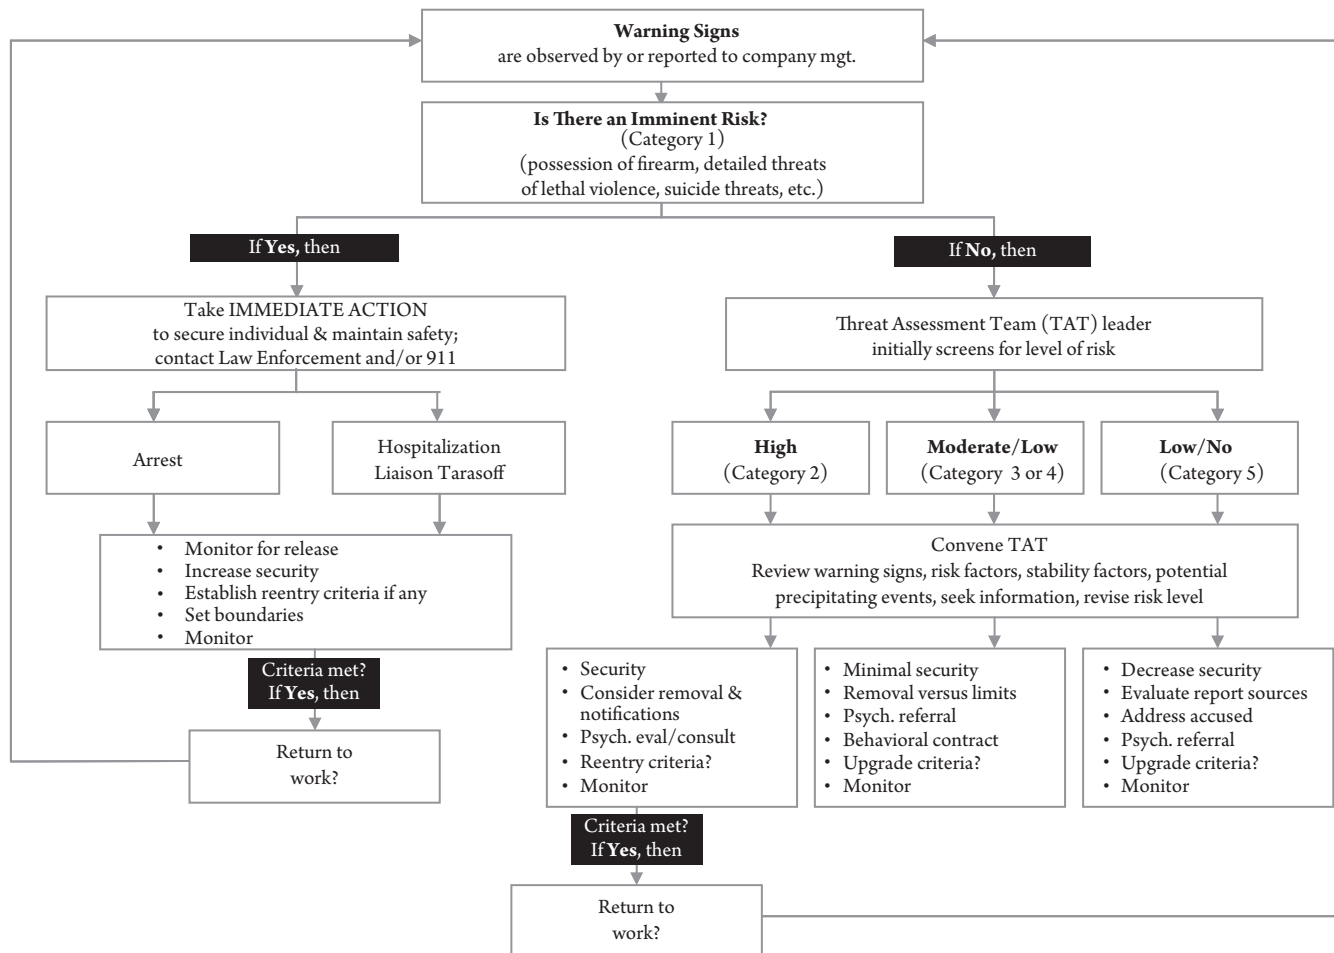 Warning Signs
are observed by or reported to company mgt.
Is There an Imminent Risk?
(Category 1)
(possession of firearm, detailed threats
of lethal violence, suicide threats, etc.)
If Yes, then
If No, then
Take IMMEDIATE ACTION
to secure individual & maintain safety;
contact Law Enforcement and/or 911
Threat Assessment Team (TAT) leader
initially screens for level of risk
Arrest
Hospitalization
Liaison Tarasoff
High
(Category 2)
Moderate/Low
(Category 3 or 4)
Low/No
(Category 5)
• Monitor for release
• Increase security
• Establish reentry criteria if any
• Set boundaries
• Monitor
Convene TAT
Review warning signs, risk factors, stability factors, potential
precipitating events, seek information, revise risk level
Criteria met?
If Yes, then
Return to
work?
• Security
• Consider removal &
notifications
• Psych. eval/consult
• Reentry criteria?
• Monitor
• Minimal security
• Removal versus limits
• Psych. referral
• Behavioral contract
• Upgrade criteria?
• Monitor
• Decrease security
• Evaluate report sources
• Address accused
• Psych. referral
• Upgrade criteria?
• Monitor
Criteria met?
If Yes, then
Return to
work?